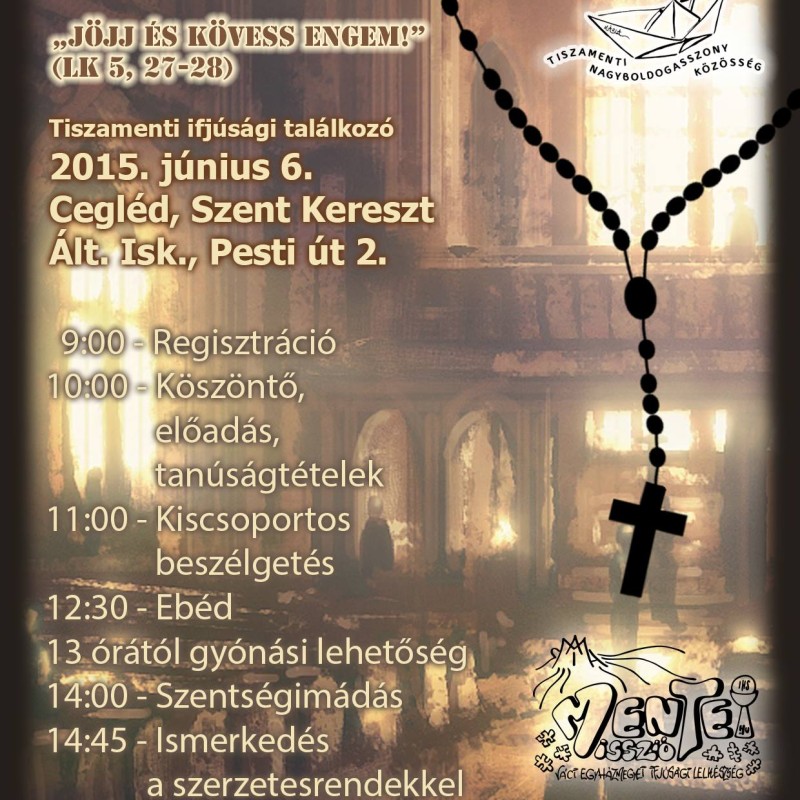 „JÖJJ ÉS KÖVESS ENGEM!”
(LK 5, 27-28)
TISZAMENTI
NAGYBOLDOGASSZONY
KÖZÖSSÉG
Tiszamenti ifjúsági találkozó
2015. június 6.
Cegléd, Szent Kereszt
Ált. Isk., Pesti út 2.
9:00 - Regisztráció
10:00 - Köszöntő,
előadás,
tanúságtételek
11:00 - Kiscsoportos
beszélgetés
12:30 - Ebéd
13 órától gyónási lehetőség
14:00 - Szentségimádás
14:45 - Ismerkedés
a szerzetesrendekkel
MENTE
MISSZIÓ
VÁCI EGYHÁZMEGYEI IFJÚSÁGI LELKÉSZSÉG